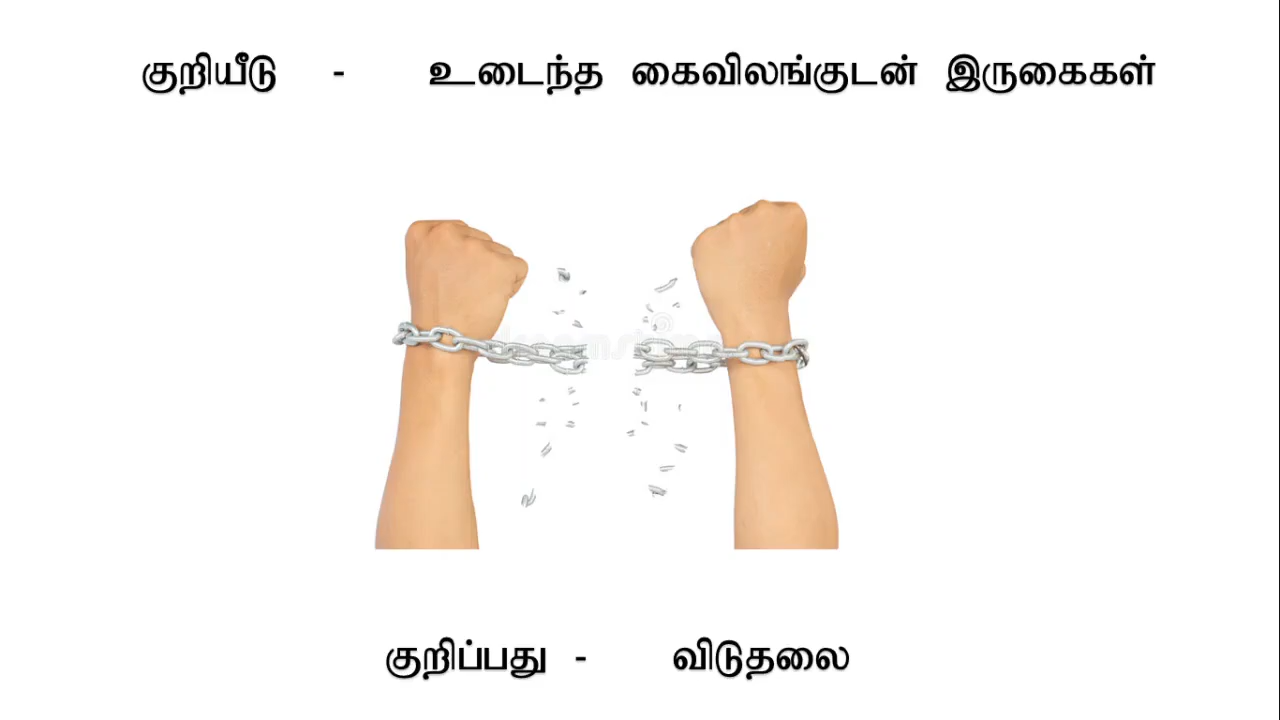 குறியீடு - உடைந்த கைவிலங்குடன் இருகைகள்
குறிப்பது - விடுதலை